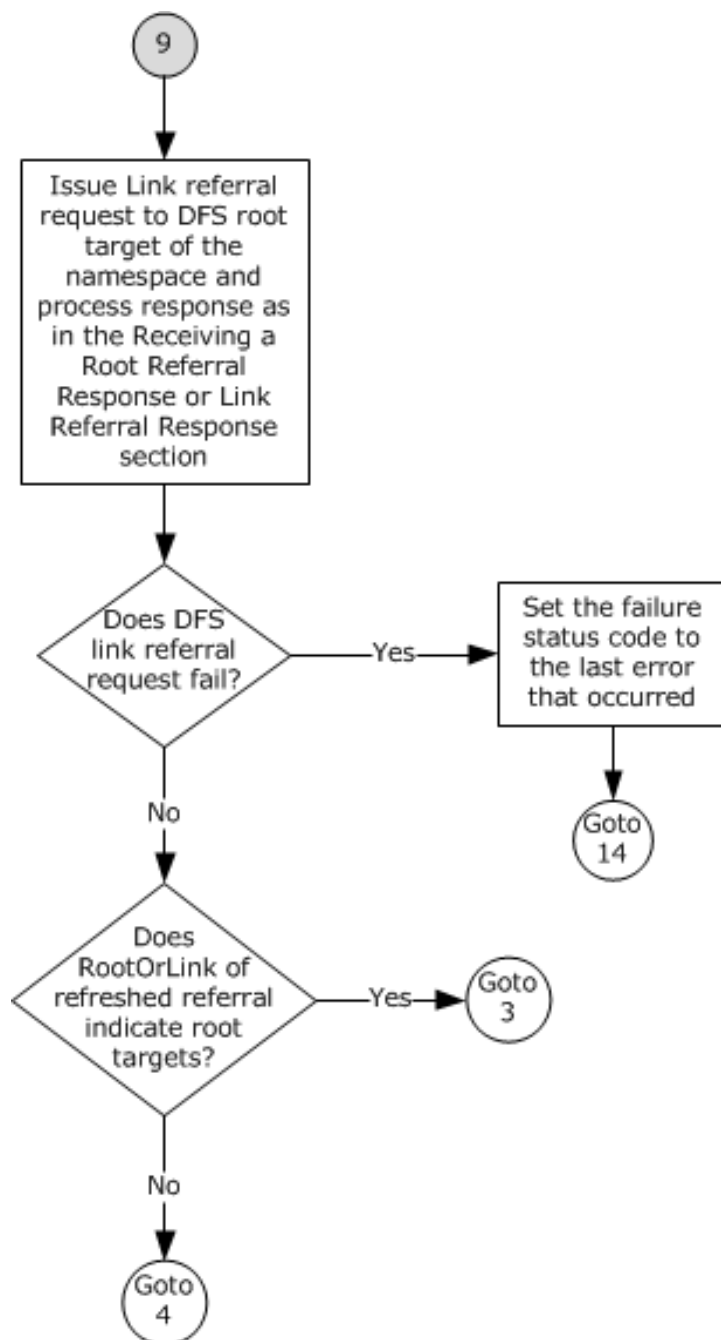 9
Issue Link referral
request to DFS root
target of the
namespace and
process response as
in the Receiving a
Root Referral
Response or Link
Referral Response
section
Does DFS
link referral
request fail?
Yes
Set the failure
status code to
the last error
that occurred
No
Goto
14
Does
RootOrLink of
refreshed referral
indicate root
targets?
Yes
Goto
3
No
Goto
4